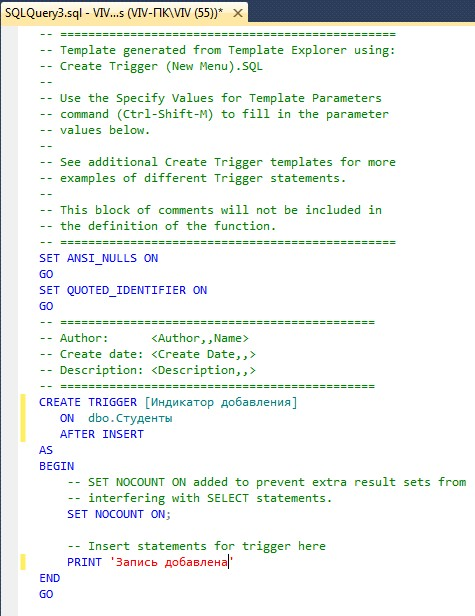 SQLQuery3.sql - VIV...s (VIV-ПК\VIV (55))* ×
-- =============================================
-- Template generated from Template Explorer using:
-- Create Trigger (New Menu).SQL
--
-- Use the Specify Values for Template Parameters
-- command (Ctrl-Shift-M) to fill in the parameter
-- values below.
--
-- See additional Create Trigger templates for more
-- examples of different Trigger statements.
--
-- This block of comments will not be included in
-- the definition of the function.
-- =============================================
SET ANSI_NULLS ON
GO
SET QUOTED_IDENTIFIER ON
GO
-- =============================================
-- Author:      <Author,,Name>
-- Create date: <Create Date,,>
-- Description: <Description,,>
-- =============================================
CREATE TRIGGER [Индикатор добавления]
   ON  dbo.Студенты
   AFTER INSERT
AS
BEGIN
    -- SET NOCOUNT ON added to prevent extra result sets from
    -- interfering with SELECT statements.
    SET NOCOUNT ON;

    -- Insert statements for trigger here
    PRINT 'Запись добавлена'
END
GO